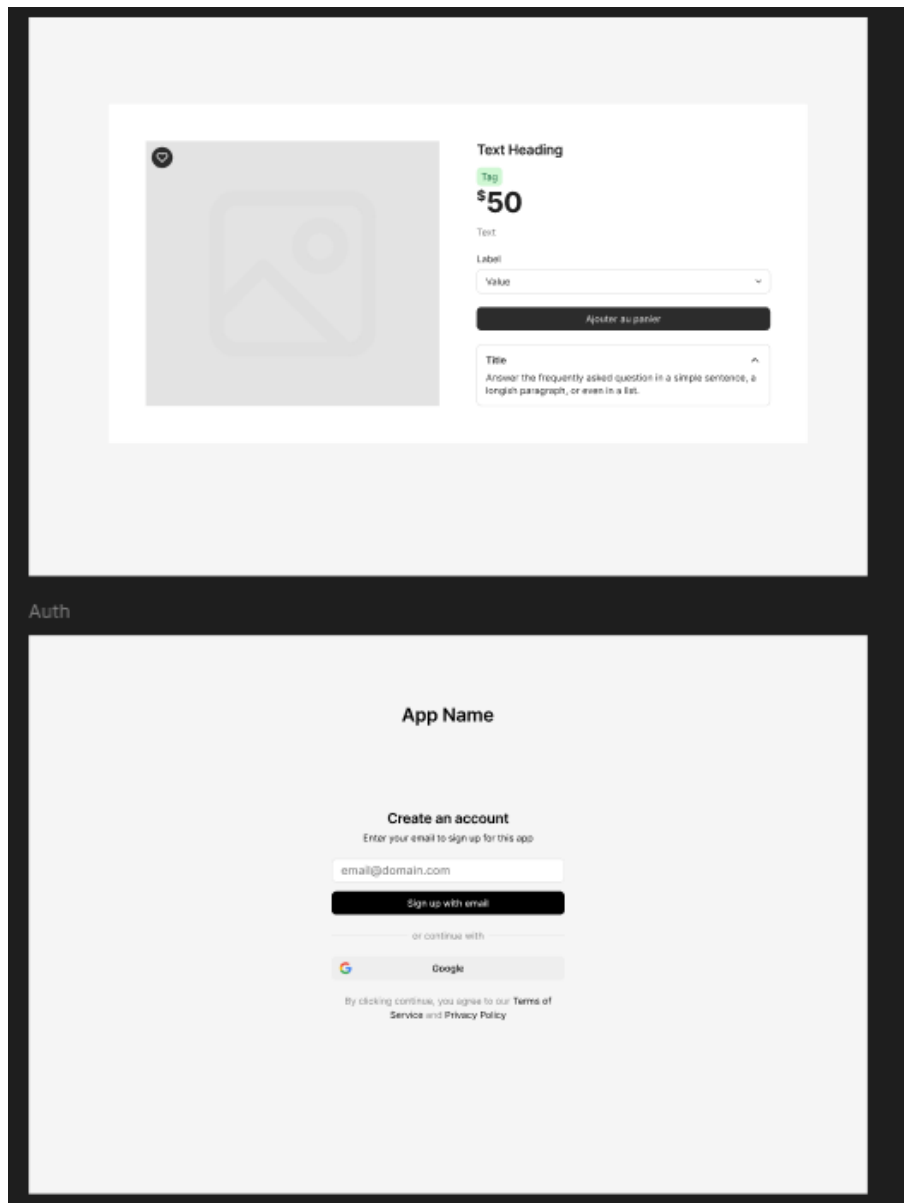 Text Heading
Tag
$50
Text
Label
Value
Ajouter au panier
Title
Answer the frequently asked question in a simple sentence, a
longish paragraph, or even in a list.
Auth
App Name
Create an account
Enter your email to sign up for this app
email@domain.com
Sign up with email
or continue with
Google
By clicking continue, you agree to our Terms of
Service and Privacy Policy